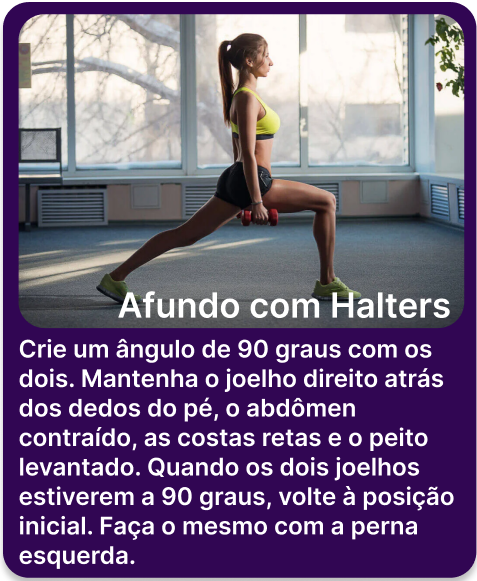 Afundo com Halters
Crie um ângulo de 90 graus com os
dois. Mantenha o joelho direito atrás
dos dedos do pé, o abdômen
contraído, as costas retas e o peito
levantado. Quando os dois joelhos
estiverem a 90 graus, volte à posição
inicial. Faça o mesmo com a perna
esquerda.